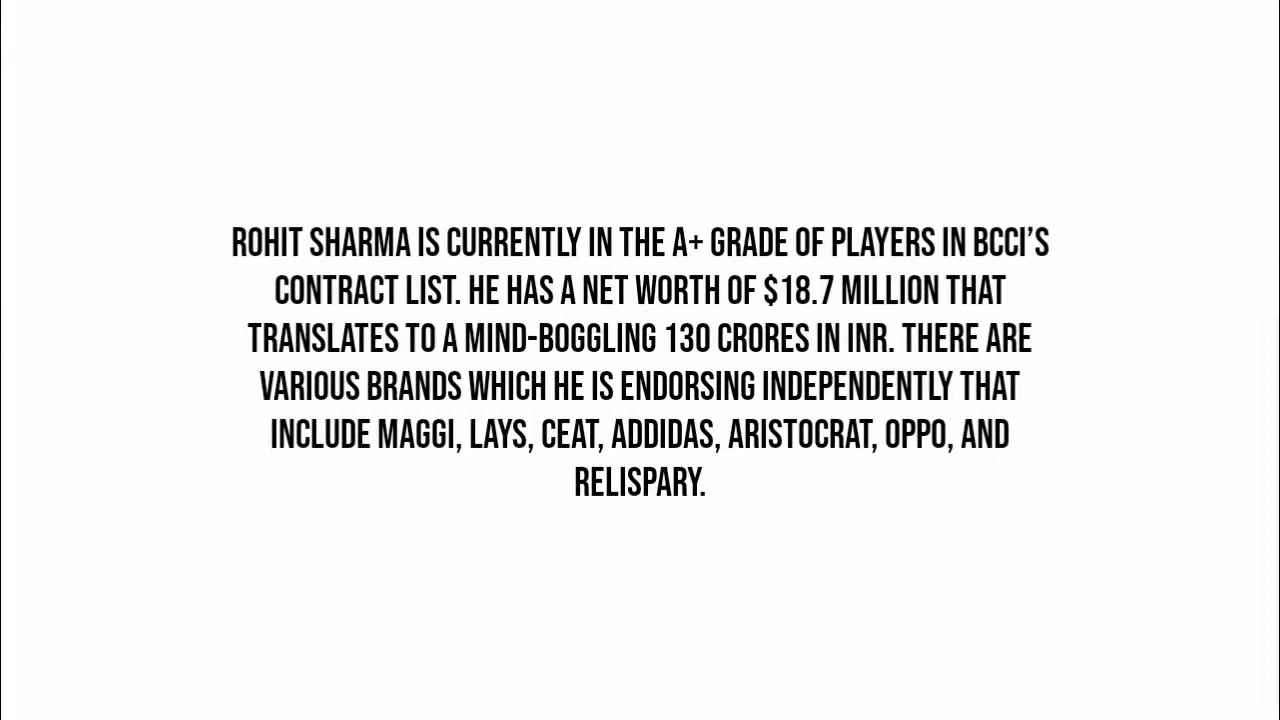 ROHIT SHARMA IS CURRENTLY IN THE A+ GRADE OF PLAYERS IN BCCI'S
CONTRACT LIST. HE HAS A NET WORTH OF $18.7 MILLION THAT
TRANSLATES TO A MIND-BOGGLING 130 CRORES IN INR. THERE ARE
VARIOUS BRANDS WHICH HE IS ENDORSING INDEPENDENTLY THAT
INCLUDE MAGGI, LAYS, CEAT, ADDIDAS, ARISTOCRAT, OPPO, AND
RELISPARY.